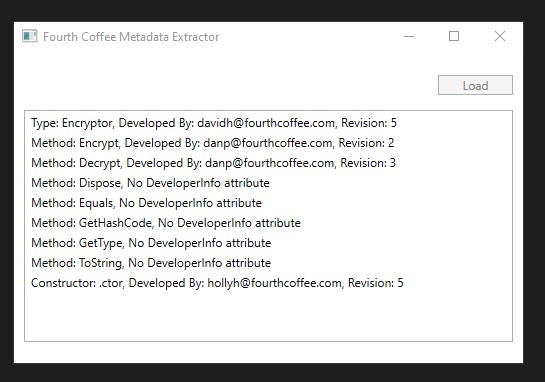 Fourth Coffee Metadata Extractor
Load
Type: Encryptor, Developed By: davidh@fourthcoffee.com, Revision: 5
Method: Encrypt, Developed By: danp@fourthcoffee.com, Revision: 2
Method: Decrypt, Developed By: danp@fourthcoffee.com, Revision: 3
Method: Dispose, No DeveloperInfo attribute
Method: Equals, No DeveloperInfo attribute
Method: GetHashCode, No DeveloperInfo attribute
Method: GetType, No DeveloperInfo attribute
Method: ToString, No DeveloperInfo attribute
Constructor: .ctor, Developed By: hollyh@fourthcoffee.com, Revision: 5